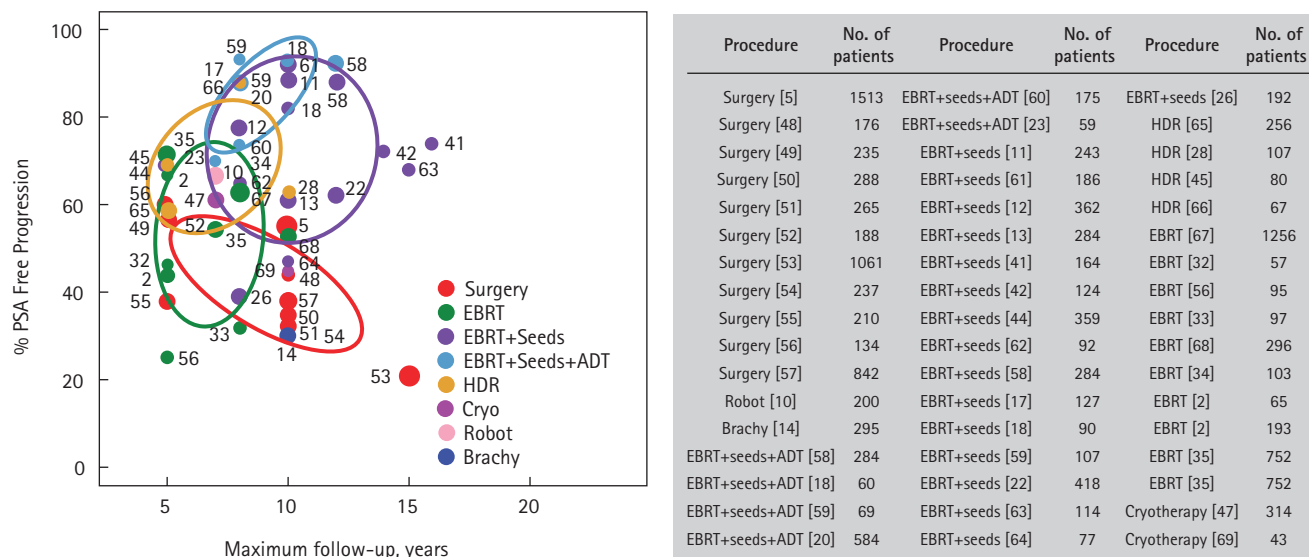 % PSA Free Progression
100
80
60
40
20
0
59
18
17
61
58
66
59
11
20
58
18
12
35
45
23
60
41
42
44
2
34
63
10
62
28
22
56
47
67
13
65
49
52
35
5
68
32
64
2
69
48
55
26
57
50
33
51
54
14
56
53
Surgery
EBRT
EBRT+Seeds
EBRT+Seeds+ADT
HDR
Cryo
Robot
Brachy
5
10
15
20
Maximum follow-up, years
Procedure No. of patients Procedure No. of patients Procedure No. of patients
Surgery [5] 1513 EBRT+seeds+ADT [60] 175 EBRT+seeds [26] 192
Surgery [48] 176 EBRT+seeds+ADT [23] 59 HDR [65] 256
Surgery [49] 235 EBRT+seeds [11] 243 HDR [28] 107
Surgery [50] 288 EBRT+seeds [61] 186 HDR [45] 80
Surgery [51] 265 EBRT+seeds [12] 362 HDR [66] 67
Surgery [52] 188 EBRT+seeds [13] 284 EBRT [67] 1256
Surgery [53] 1061 EBRT+seeds [41] 164 EBRT [32] 57
Surgery [54] 237 EBRT+seeds [42] 124 EBRT [56] 95
Surgery [55] 210 EBRT+seeds [44] 359 EBRT [33] 97
Surgery [56] 134 EBRT+seeds [62] 92 EBRT [68] 296
Surgery [57] 842 EBRT+seeds [58] 284 EBRT [34] 103
Robot [10] 200 EBRT+seeds [17] 127 EBRT [2] 65
Brachy [14] 295 EBRT+seeds [18] 90 EBRT [2] 193
EBRT+seeds+ADT [58] 284 EBRT+seeds [59] 107 EBRT [35] 752
EBRT+seeds+ADT [18] 60 EBRT+seeds [22] 418 EBRT [35] 752
EBRT+seeds+ADT [59] 69 EBRT+seeds [63] 114 Cryotherapy [47] 314
EBRT+seeds+ADT [20] 584 EBRT+seeds [64] 77 Cryotherapy [69] 43